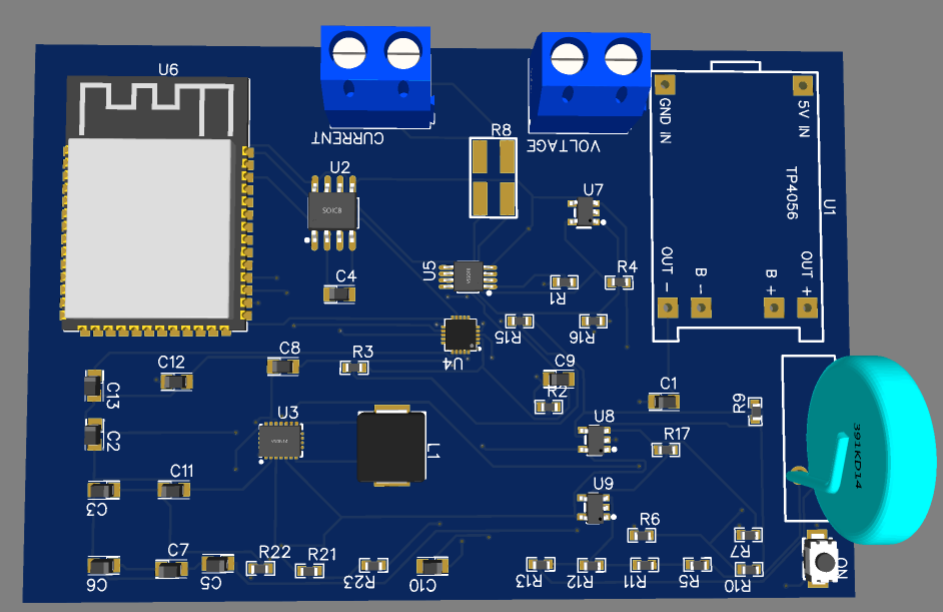 U6
CURRENT
VOLTAGE
GND IN
5V IN
R8
U2
SOIC8
U7
TP4056
U1
U5
C4
R1
R4
OUT -
B -
B +
OUT +
R15
R16
U4
C12
C8
R3
C9
C13
R2
C1
R9
C2
U3
L1
U8
R17
391KD14
C11
C3
U9
R6
R7
C6
C7
C5
R22
R21
R23
C10
R13
R12
R11
R5
R10
ON